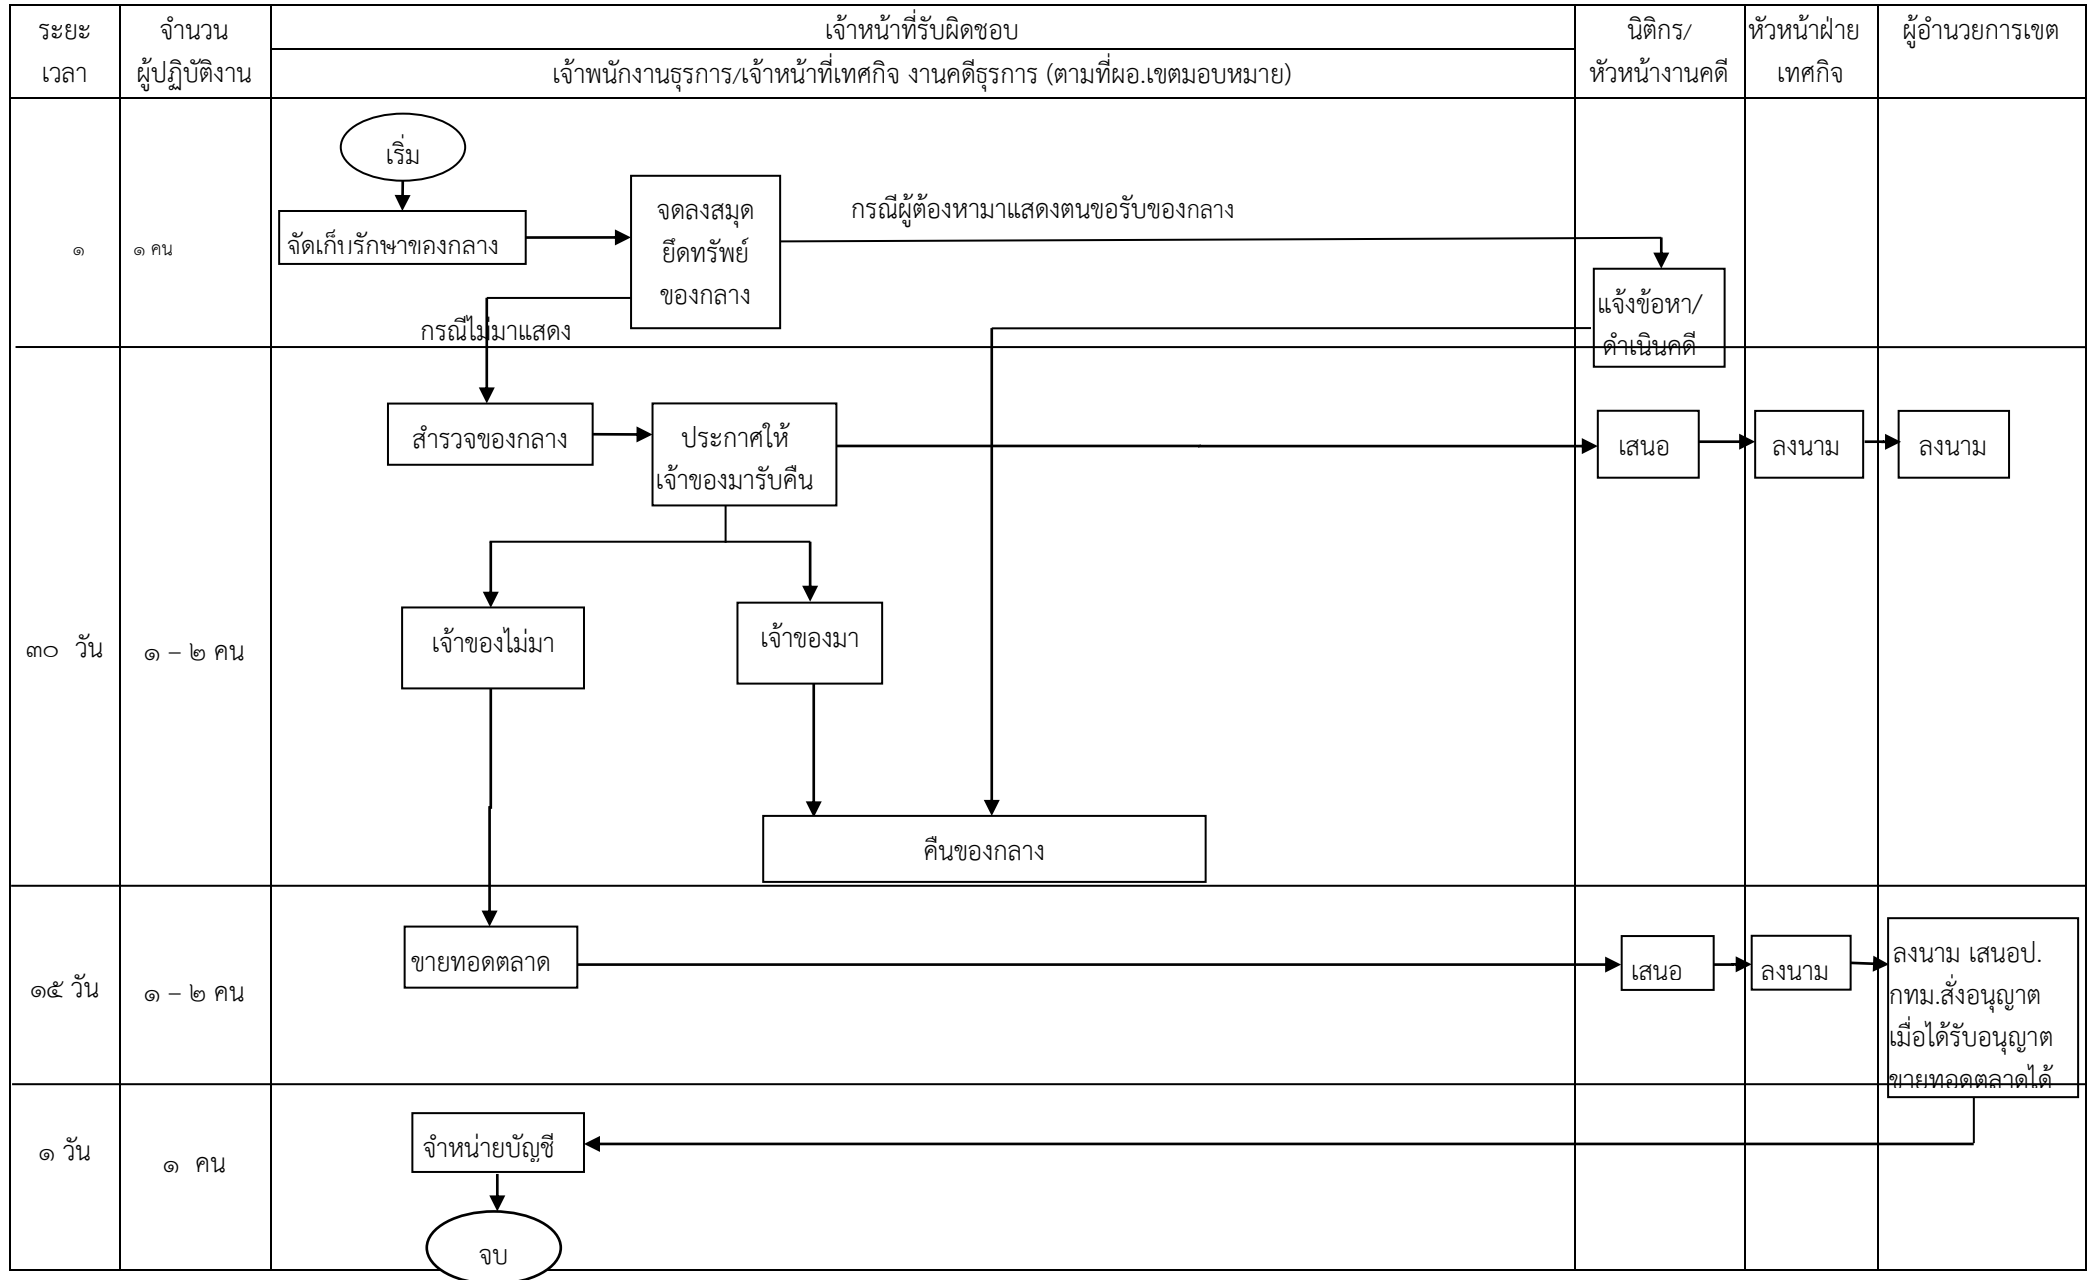 ระยะ
เวลา
จำนวน
ผู้ปฏิบัติงาน
เจ้าหน้าที่รับผิดชอบ
เจ้าพนักงานธุรการ/เจ้าหน้าที่เทศกิจ งานคดีธุรการ (ตามที่ผอ.เขตมอบหมาย)
นิติกร/
หัวหน้างานคดี
หัวหน้าฝ่าย
เทศกิจ
ผู้อำนวยการเขต
๑
๑ คน
เริ่ม
จัดเก็บรักษาของกลาง
จดลงสมุด
ยึดทรัพย์
ของกลาง
กรณีผู้ต้องหามาแสดงตนขอรับของกลาง
แจ้งข้อหา/
ดำเนินคดี
กรณีไม่มาแสดง
๓๐ วัน
๑ – ๒ คน
สำรวจของกลาง
ประกาศให้
เจ้าของมารับคืน
เสนอ
ลงนาม
ลงนาม
เจ้าของไม่มา
เจ้าของมา
คืนของกลาง
๑๕ วัน
๑ – ๒ คน
ขายทอดตลาด
เสนอ
ลงนาม
ลงนาม เสนอป.
กทม.สั่งอนุญาต
เมื่อได้รับอนุญาต
ขายทอดตลาดได้
๑ วัน
๑ คน
จำหน่ายบัญชี
จบ